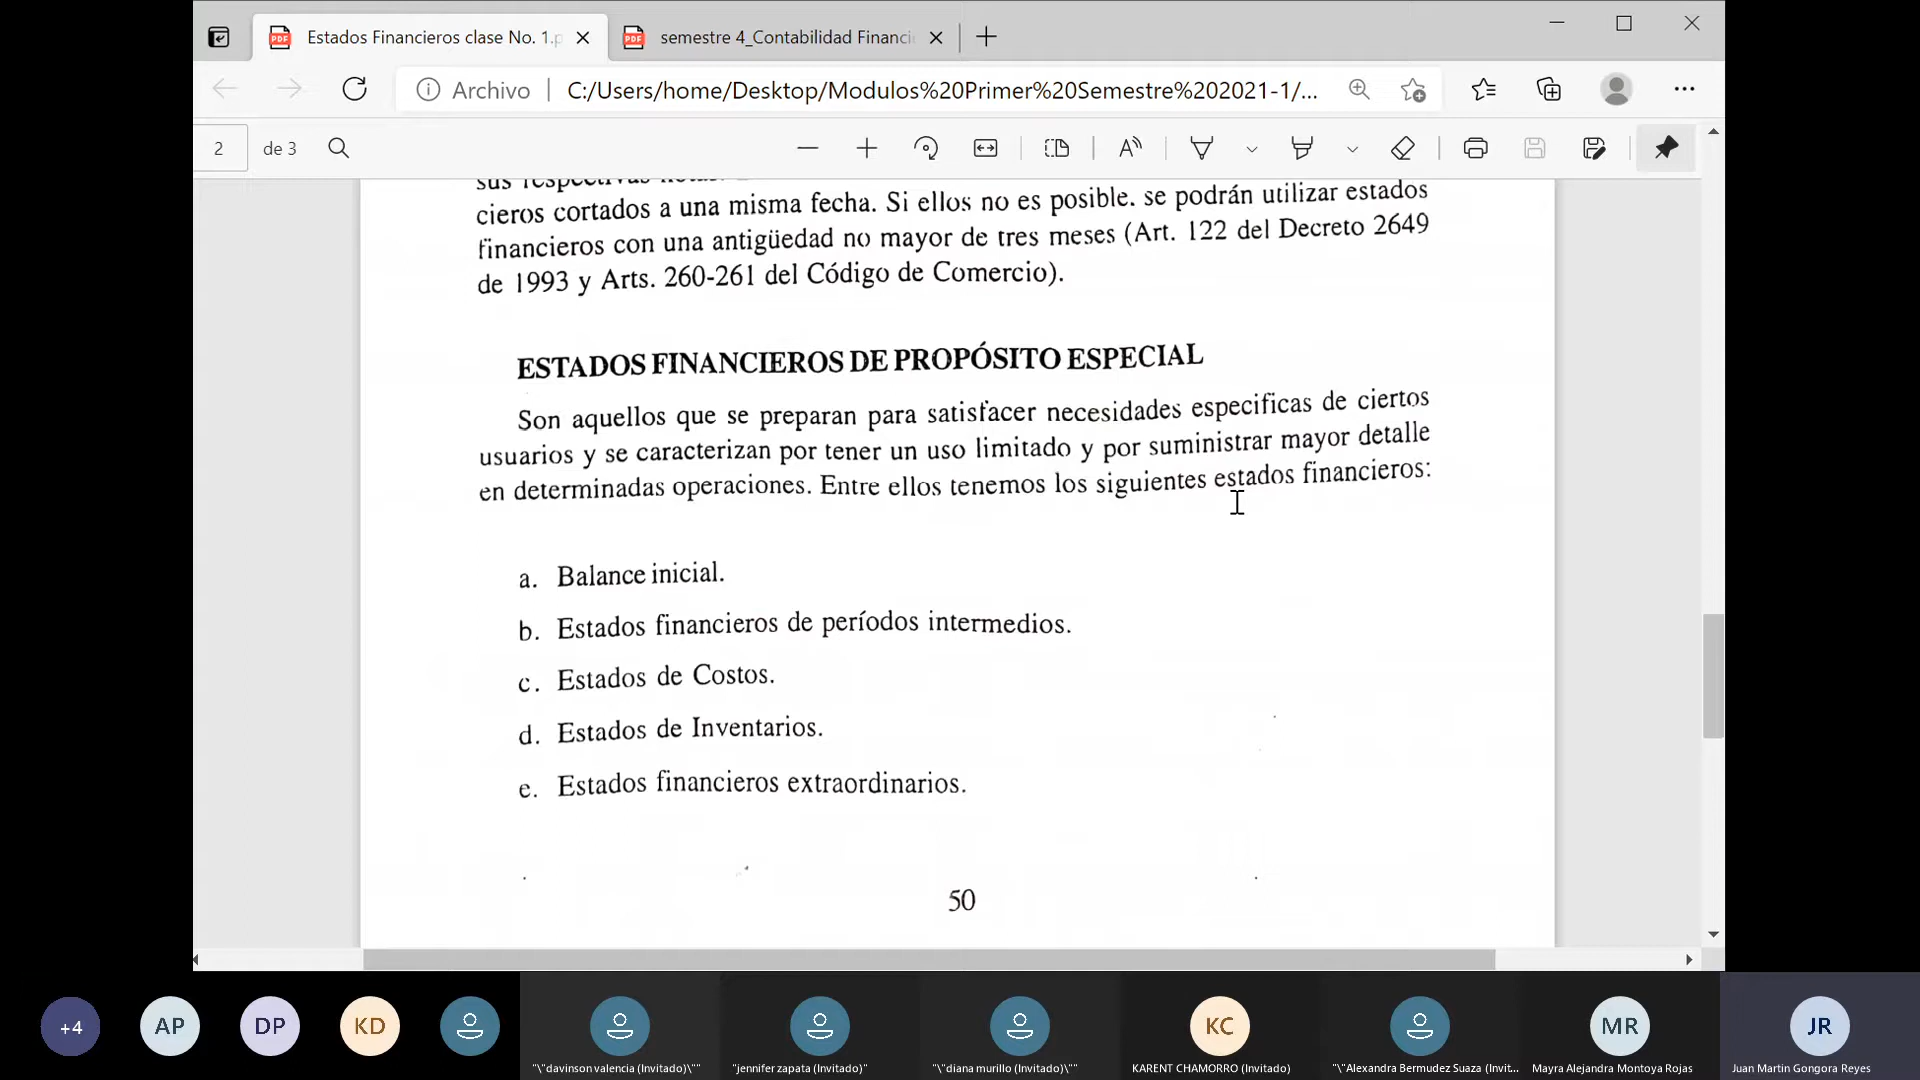 Estados Financieros clase No. 1.p
semestre 4_Contabilidad Financi
Archivo
C:/Users/home/Desktop/Modulos%20Primer%20Semestre%202021-1/...
2 de 3
sus respectivas
cieros cortados a una misma fecha. Si ellos no es posible. se podrán utilizar estados
financieros con una antigüedad no mayor de tres meses (Art. 122 del Decreto 2649
de 1993 y Arts. 260-261 del Código de Comercio).
ESTADOS FINANCIEROS DE PROPÓSITO ESPECIAL
Son aquellos que se preparan para satisfacer necesidades especificas de ciertos
usuarios y se caracterizan por tener un uso limitado y por suministrar mayor detalle
en determinadas operaciones. Entre ellos tenemos los siguientes estados financieros:
a. Balance inicial.
b. Estados financieros de períodos intermedios.
c. Estados de Costos.
d. Estados de Inventarios.
e. Estados financieros extraordinarios.
50
+4
AP
DP
KD
KC
MR
JR
"\"davinson valencia (Invitado)\""
"jennifer zapata (Invitado)"
"\"diana murillo (Invitado)\""
KARENT CHAMORRO (Invitado)
"\"Alexandra Bermudez Suaza (Invit...
Mayra Alejandra Montoya Rojas
Juan Martin Gongora Reyes